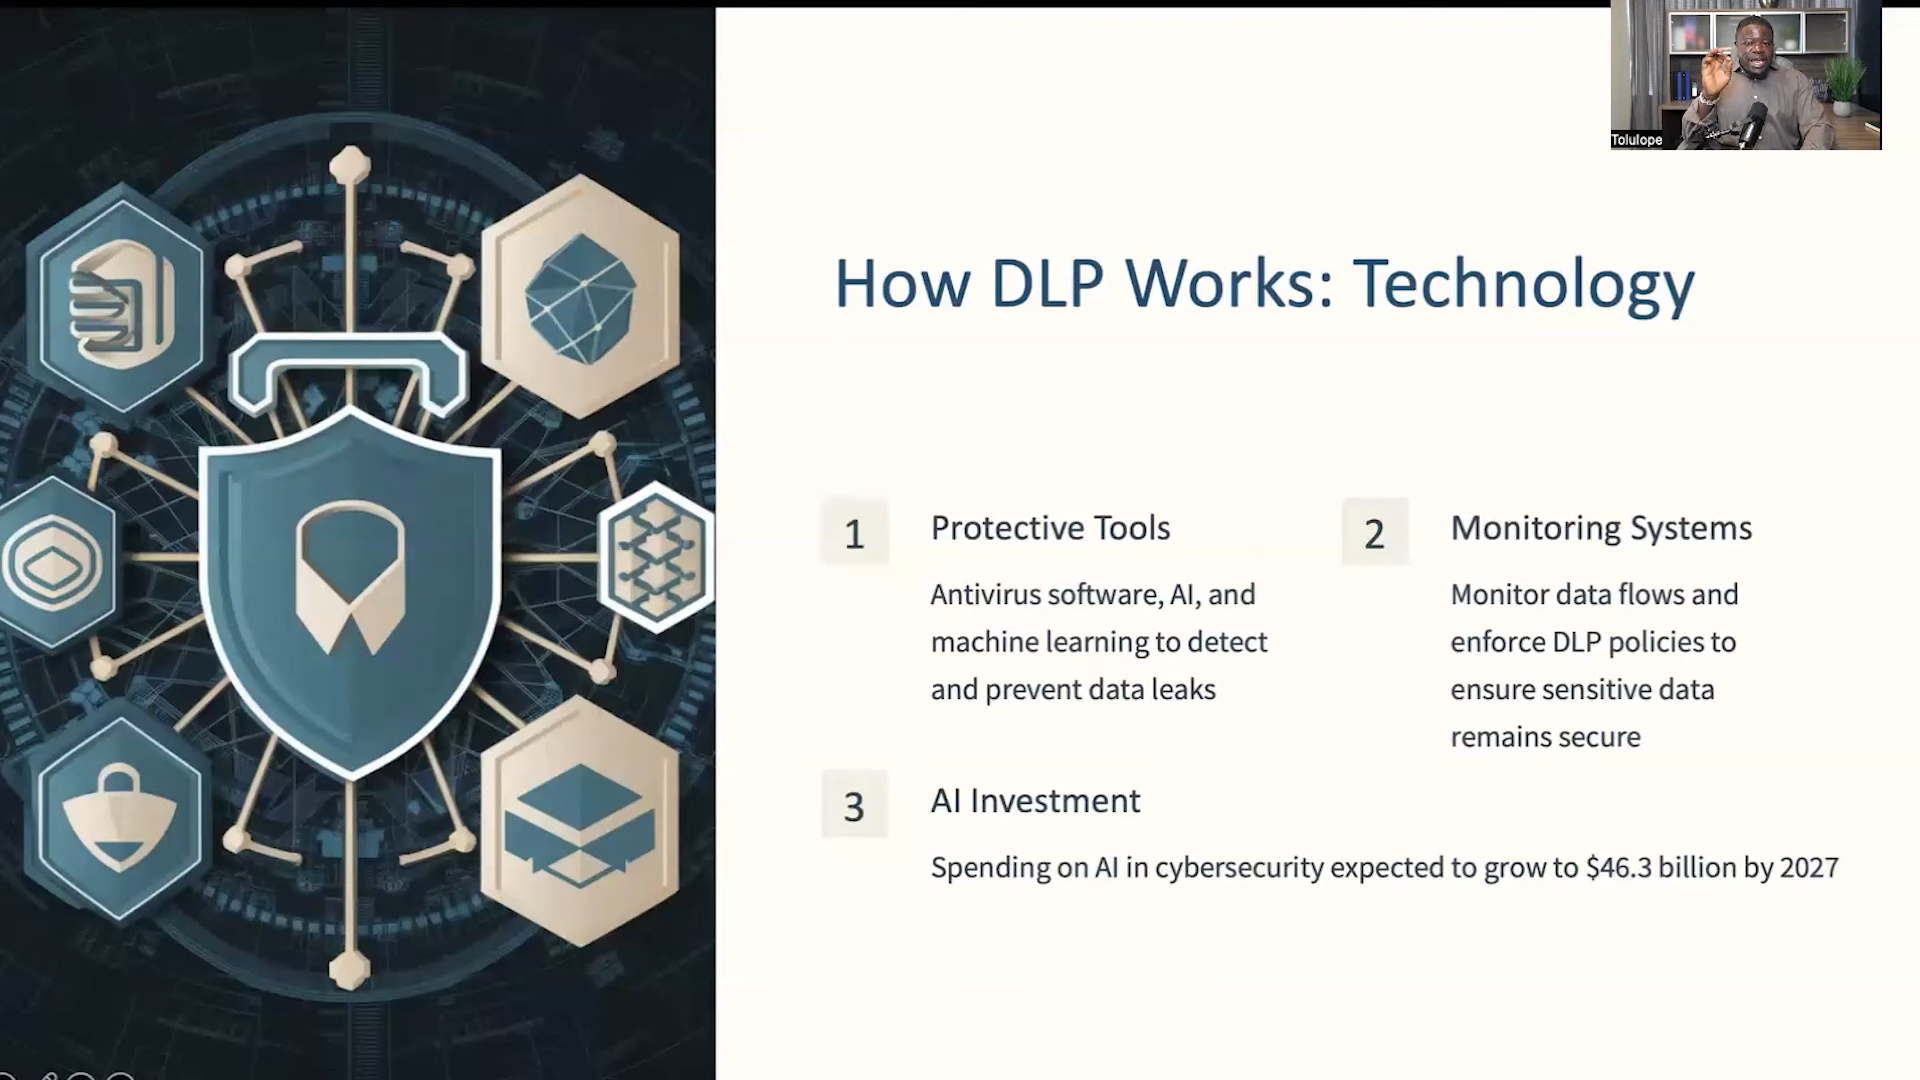 Tolulope
How DLP Works: Technology
1
Protective Tools
Antivirus software, AI, and
machine learning to detect
and prevent data leaks
2
Monitoring Systems
Monitor data flows and
enforce DLP policies to
ensure sensitive data
remains secure
3
AI Investment
Spending on AI in cybersecurity expected to grow to $46.3 billion by 2027